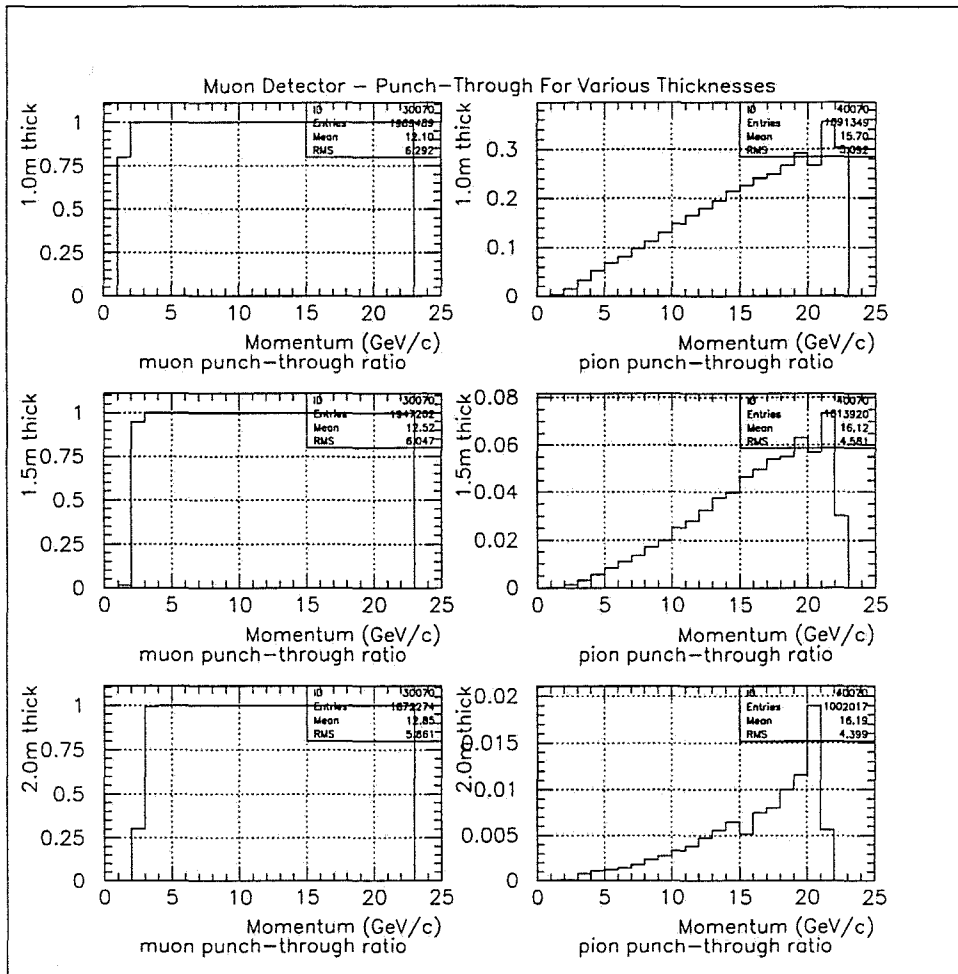 Muon Detector – Punch–Through For Various Thicknesses
1.0m thick
1
0.75
0.5
0.25
0
ID 30070
Entries
Mean 12.10
RMS 6.292
0 5 10 15 20 25
Momentum (GeV/c)
muon punch–through ratio
1.0m thick
0.3
0.2
0.1
0
ID 40070
Entries 1891349
Mean 15.70
RMS
0 5 10 15 20 25
Momentum (GeV/c)
pion punch–through ratio
1.5m thick
1
0.75
0.5
0.25
0
ID 30070
Entries 1947202
Mean 12.52
RMS 6.047
0 5 10 15 20 25
Momentum (GeV/c)
muon punch–through ratio
1.5m thick
0.08
0.06
0.04
0.02
0
ID 40070
Entries 1613920
Mean 16.12
RMS 4.581
0 5 10 15 20 25
Momentum (GeV/c)
pion punch–through ratio
2.0m thick
1
0.75
0.5
0.25
0
ID 30070
Entries 1872274
Mean 12.85
RMS 5.861
0 5 10 15 20 25
Momentum (GeV/c)
muon punch–through ratio
2.0m thick
0.02
0.015
0.01
0.005
0
ID 40070
Entries 1002017
Mean 16.19
RMS 4.399
0 5 10 15 20 25
Momentum (GeV/c)
pion punch–through ratio